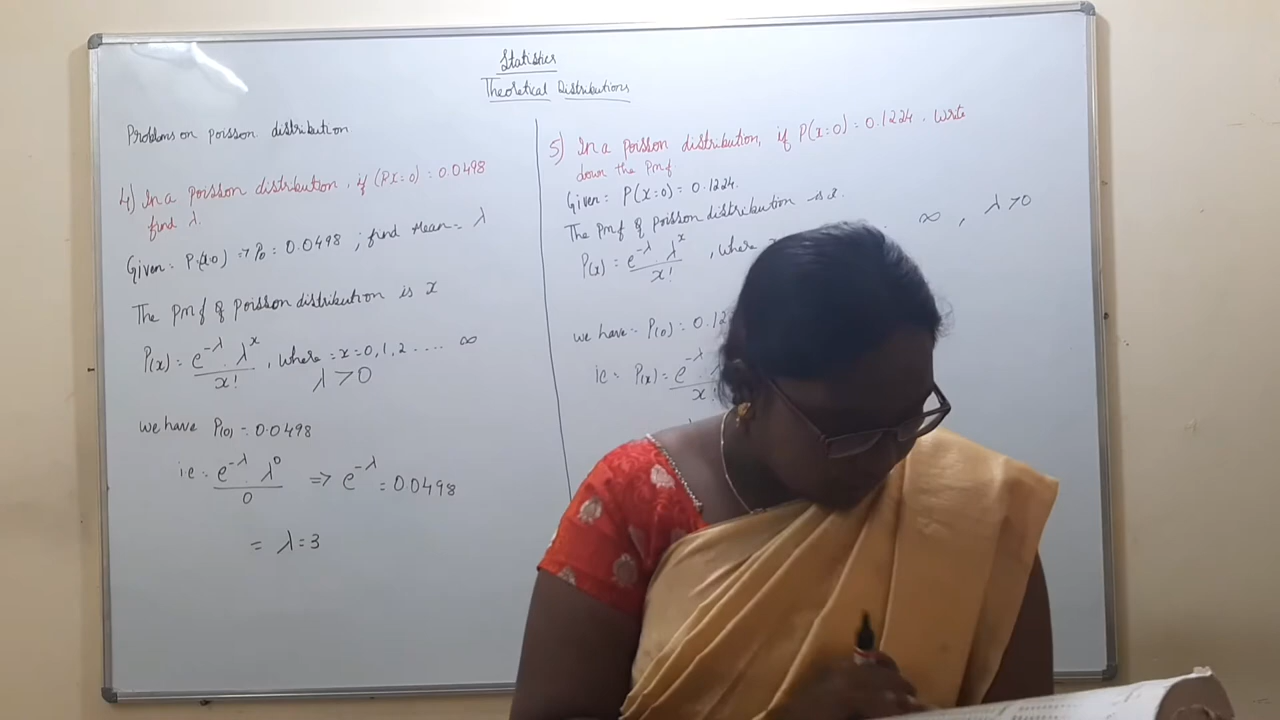 Statistics
Theoretical Distributions
Problems on poisson distribution
4) In a poisson distribution, if (Px=0) = 0.0498
find λ.
Given: P(x0) => P₀ = 0.0498 ; find Mean = λ
The Pmf of poisson distribution is x
P(x) = e^-λ . λ^x / x! , where = x=0,1,2 .... ∞
λ > 0
we have P(0) = 0.0498
ie = e^-λ . λ^0 / 0 => e^-λ = 0.0498
= λ=3
5) In a poisson distribution, if P(x=0) = 0.1224 . Write
down the Pmf
Given: P(x=0) = 0.1224.
The Pmf of poisson distribution is x.
P(x) = e^-λ . λ^x / x! , where ∞ , λ >0
we have:- P(0) = 0.12
ie: P(x) = e^-λ / x!